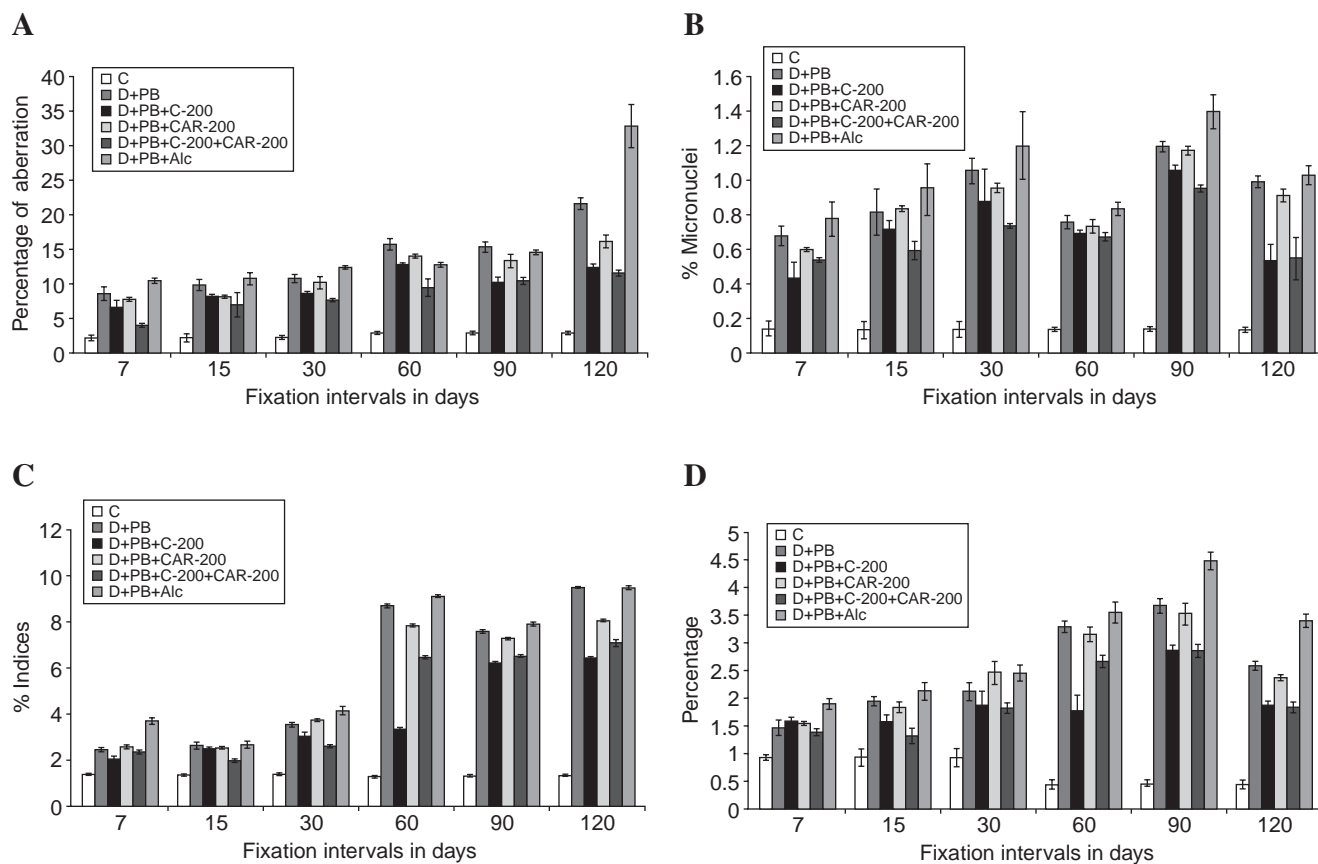 A
C
D+PB
D+PB+C-200
D+PB+CAR-200
D+PB+C-200+CAR-200
D+PB+Alc
Percentage of aberration
40
35
30
25
20
15
10
5
0
7 15 30 60 90 120
Fixation intervals in days
B
C
D+PB
D+PB+C-200
D+PB+CAR-200
D+PB+C-200+CAR-200
D+PB+Alc
% Micronuclei
1.6
1.4
1.2
1.0
0.8
0.6
0.4
0.2
0
7 15 30 60 90 120
Fixation intervals in days
C
C
D+PB
D+PB+C-200
D+PB+CAR-200
D+PB+C-200+CAR-200
D+PB+Alc
% Indices
12
10
8
6
4
2
0
7 15 30 60 90 120
Fixation intervals in days
D
C
D+PB
D+PB+C-200
D+PB+CAR-200
D+PB+C-200+CAR-200
D+PB+Alc
Percentage
5
4.5
4
3.5
3
2.5
2
1.5
1
0.5
0
7 15 30 60 90 120
Fixation intervals in days